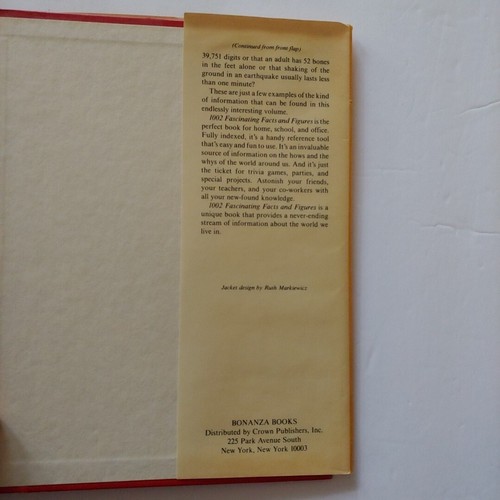 (Continued from front flap)
39,751 digits or that an adult has 52 bones
in the feet alone or that shaking of the
ground in an earthquake usually lasts less
than one minute?
These are just a few examples of the kind
of information that can be found in this
endlessly interesting volume.
1002 Fascinating Facts and Figures is the
perfect book for home, school, and office.
Fully indexed, it's a handy reference tool
that's easy and fun to use. It's an invaluable
source of information on the hows and the
whys of the world around us. And it's just
the ticket for trivia games, parties, and
special projects. Astonish your friends,
your teachers, and your co-workers with
all your new-found knowledge.
1002 Fascinating Facts and Figures is a
unique book that provides a never-ending
stream of information about the world we
live in.
Jacket design by Ruth Markiewicz
BONANZA BOOKS
Distributed by Crown Publishers, Inc.
225 Park Avenue South
New York, New York 10003